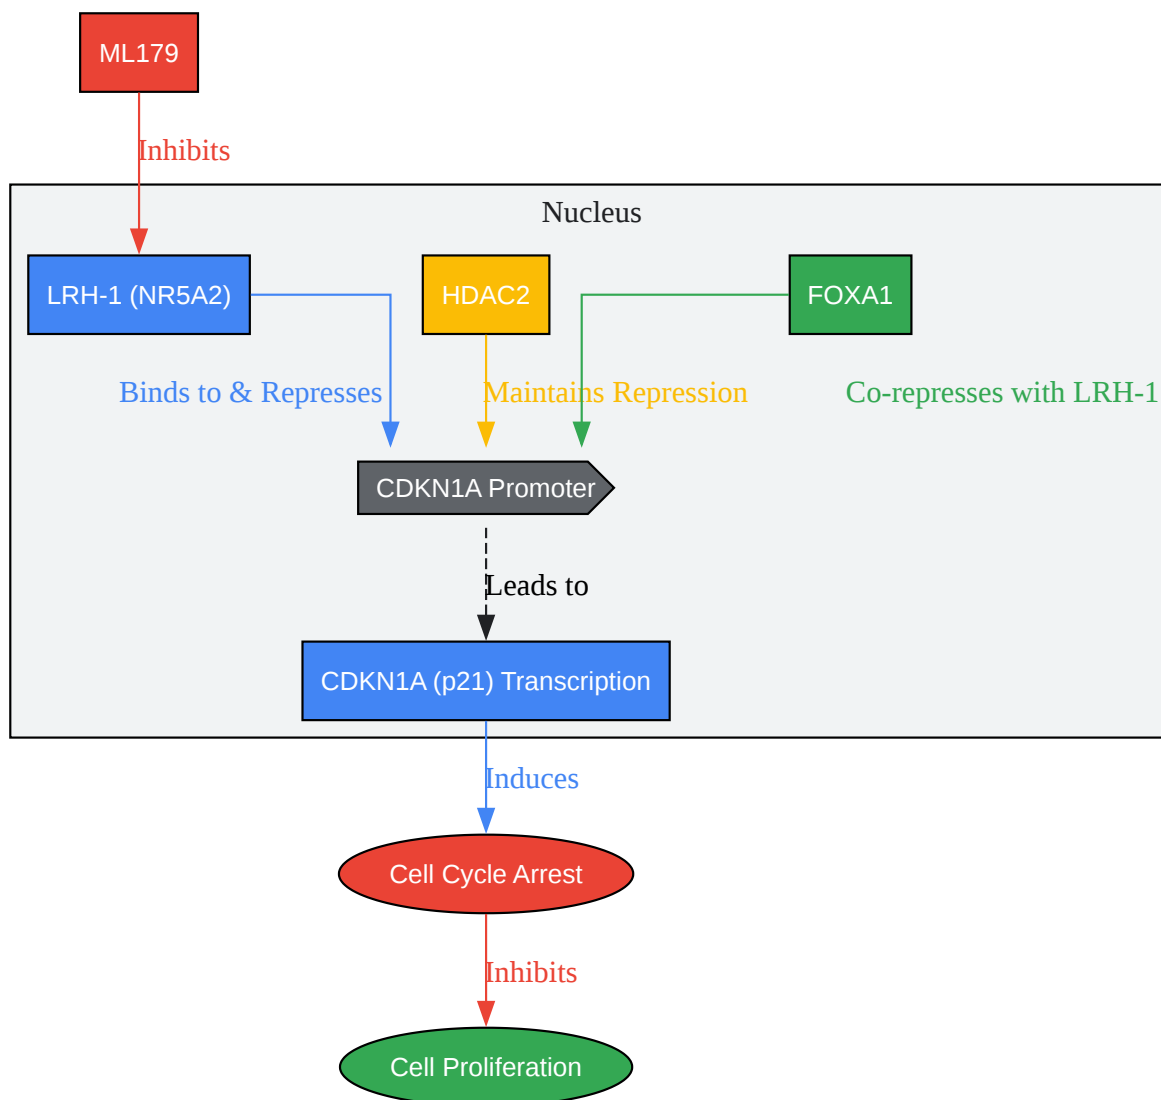 ML179
Inhibits
Nucleus
LRH-1 (NR5A2)
HDAC2
FOXA1
Binds to & Represses
Maintains Repression
Co-represses with LRH-1
CDKN1A Promoter
Leads to
CDKN1A (p21) Transcription
Induces
Cell Cycle Arrest
Inhibits
Cell Proliferation